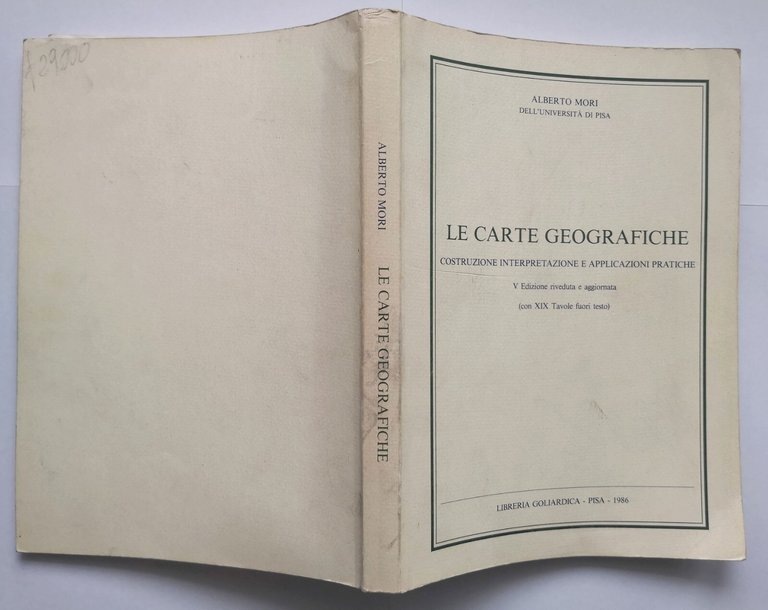 £ 29000
ALBERTO MORI
LE CARTE GEOGRAFICHE
ALBERTO MORI
DELL'UNIVERSITÀ DI PISA
LE CARTE GEOGRAFICHE
COSTRUZIONE INTERPRETAZIONE E APPLICAZIONI PRATICHE
V Edizione riveduta e aggiornata
(con XIX Tavole fuori testo)
LIBRERIA GOLIARDICA - PISA - 1986